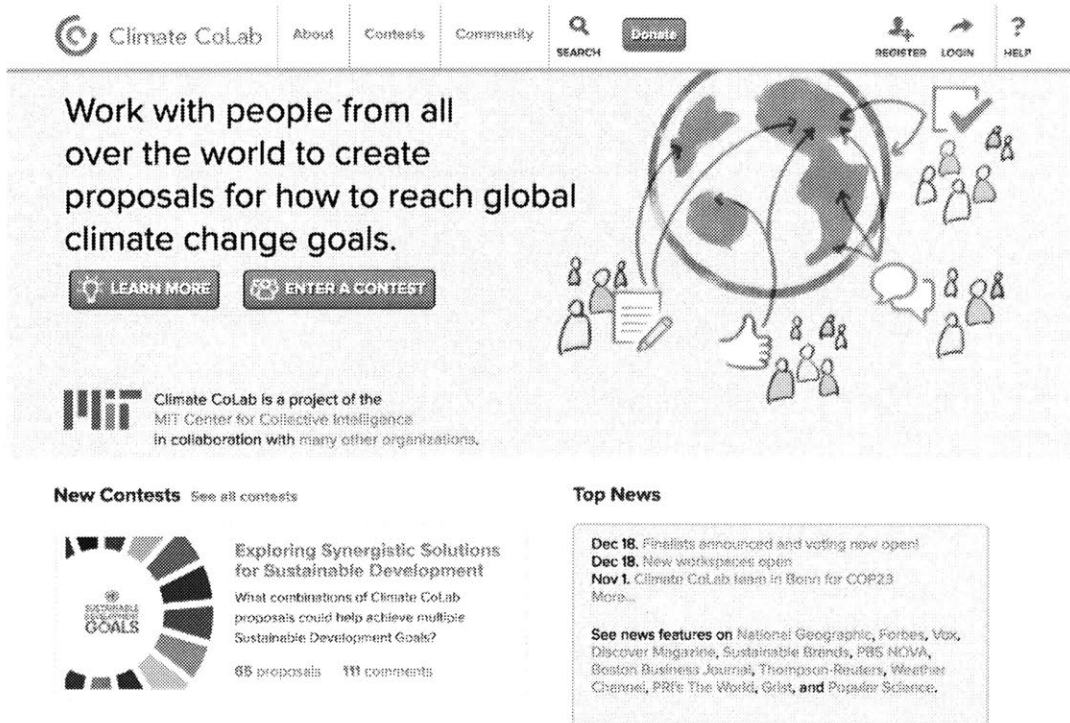 Climate CoLab
About
Contests
Community
SEARCH
Donate
REGISTER
LOGIN
HELP
Work with people from all
over the world to create
proposals for how to reach global
climate change goals.
LEARN MORE
ENTER A CONTEST
MIT
Climate CoLab is a project of the
MIT Center for Collective Intelligence
in collaboration with many other organizations.
New Contests See all contests
SUSTAINABLE
DEVELOPMENT
GOALS
Exploring Synergistic Solutions
for Sustainable Development
What combinations of Climate CoLab
proposals could help achieve multiple
Sustainable Development Goals?
65 proposals 111 comments
Top News
Dec 18. Finalists announced and voting now open!
Dec 18. New workspaces open
Nov 1. Climate CoLab team in Bonn for COP23
More...
See news features on National Geographic, Forbes, Vox,
Discover Magazine, Sustainable Brands, PBS NOVA,
Boston Business Journal, Thompson-Reuters, Weather
Channel, PRI's The World, Grist, and Popular Science.